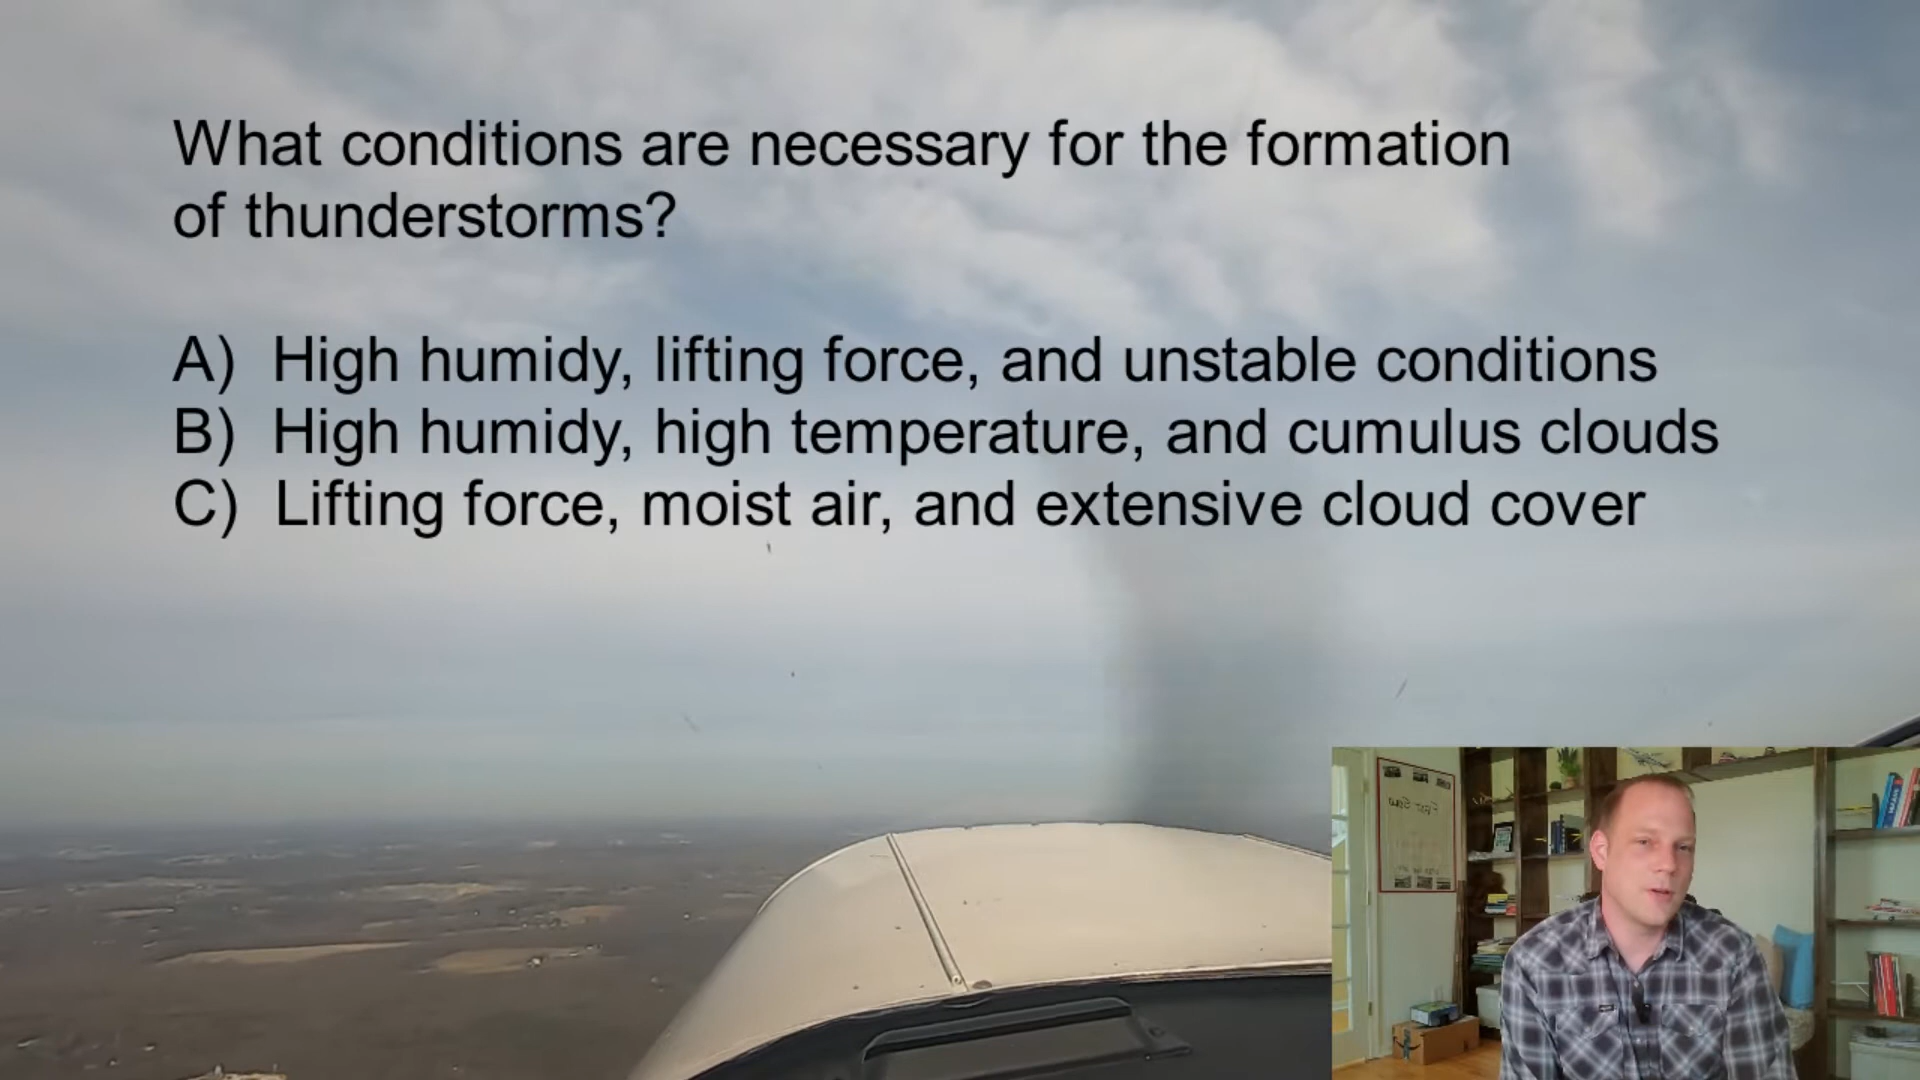 What conditions are necessary for the formation
of thunderstorms?
A) High humidy, lifting force, and unstable conditions
B) High humidy, high temperature, and cumulus clouds
C) Lifting force, moist air, and extensive cloud cover